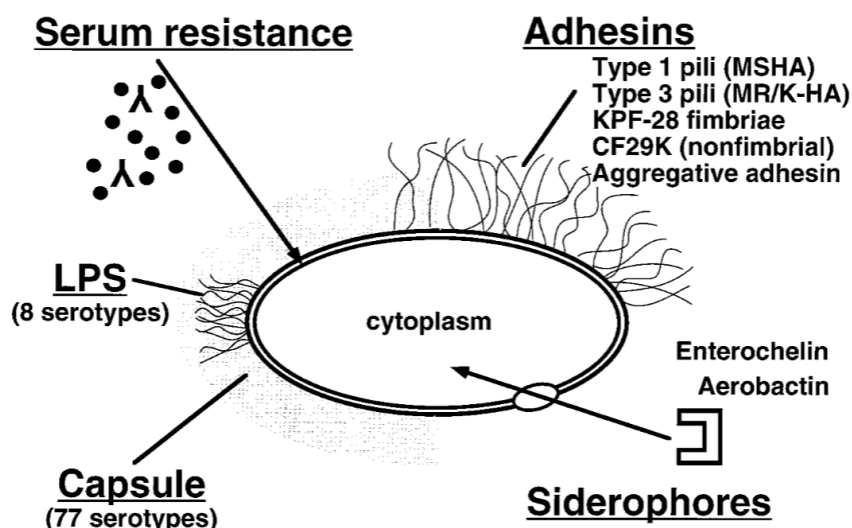 Serum resistance
Adhesins
Type 1 pili (MSHA)
Type 3 pili (MR/K-HA)
KPF-28 fimbriae
CF29K (nonfimbrial)
Aggregative adhesin
LPS
(8 serotypes)
cytoplasm
Enterochelin
Aerobactin
Capsule
(77 serotypes)
Siderophores